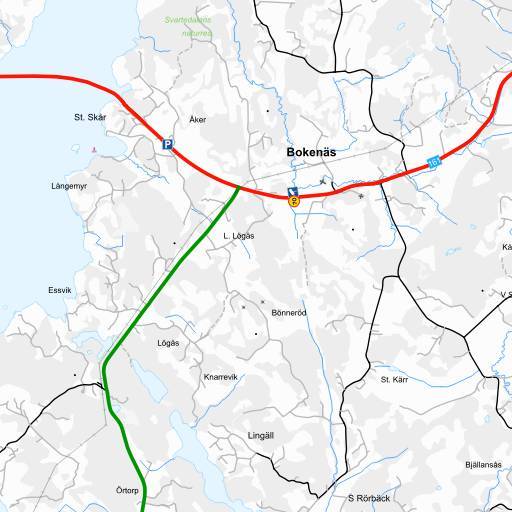 Svartedalens
naturres
St. Skår
Åker
P
Bokenäs
161
Långemyr
L. Lögås
Kä
Essvik
V S
Bönneröd
Lögås
Knarrevik
St. Kärr
Lingäll
Bjällansås
Örtorp
S Rörbäck